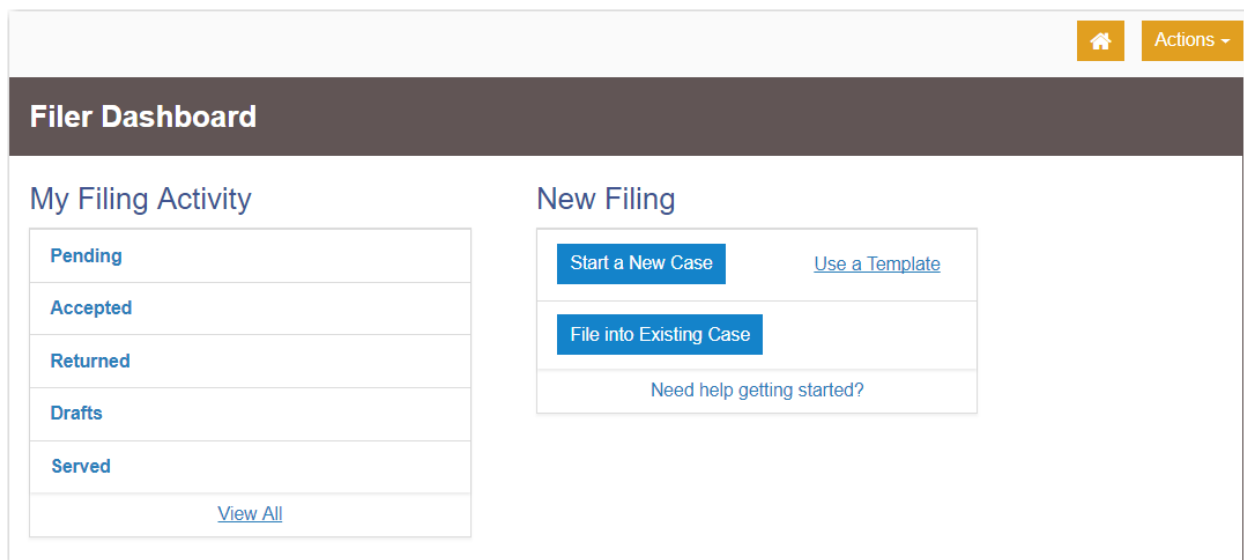 Actions
Filer Dashboard
My Filing Activity
Pending
Accepted
Returned
Drafts
Served
View All
New Filing
Start a New Case
Use a Template
File into Existing Case
Need help getting started?